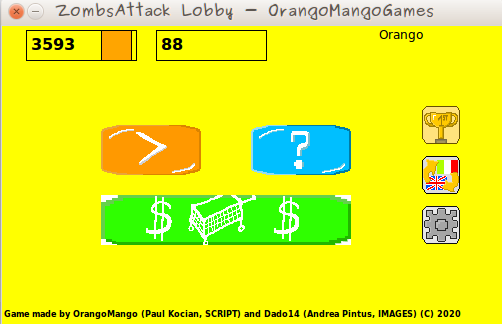 ZombsAttack Lobby - OrangoMangoGames
3593
88
Orango
>
?
$ $
1st
Game made by OrangoMango (Paul Kocian, SCRIPT) and Dado14 (Andrea Pintus, IMAGES) (C) 2020